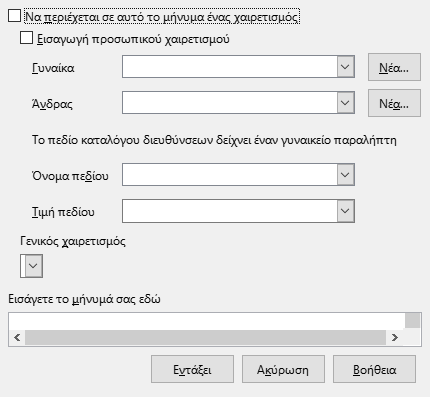 Να περιέχεται σε αυτό το μήνυμα ένας χαιρετισμός
Εισαγωγή προσωπικού χαιρετισμού
Γυναίκα Νέα...
Άνδρας Νέα...
Το πεδίο καταλόγου διευθύνσεων δείχνει έναν γυναικείο παραλήπτη
Όνομα πεδίου
Τιμή πεδίου
Γενικός χαιρετισμός
Εισάγετε το μήνυμά σας εδώ
Εντάξει Ακύρωση Βοήθεια